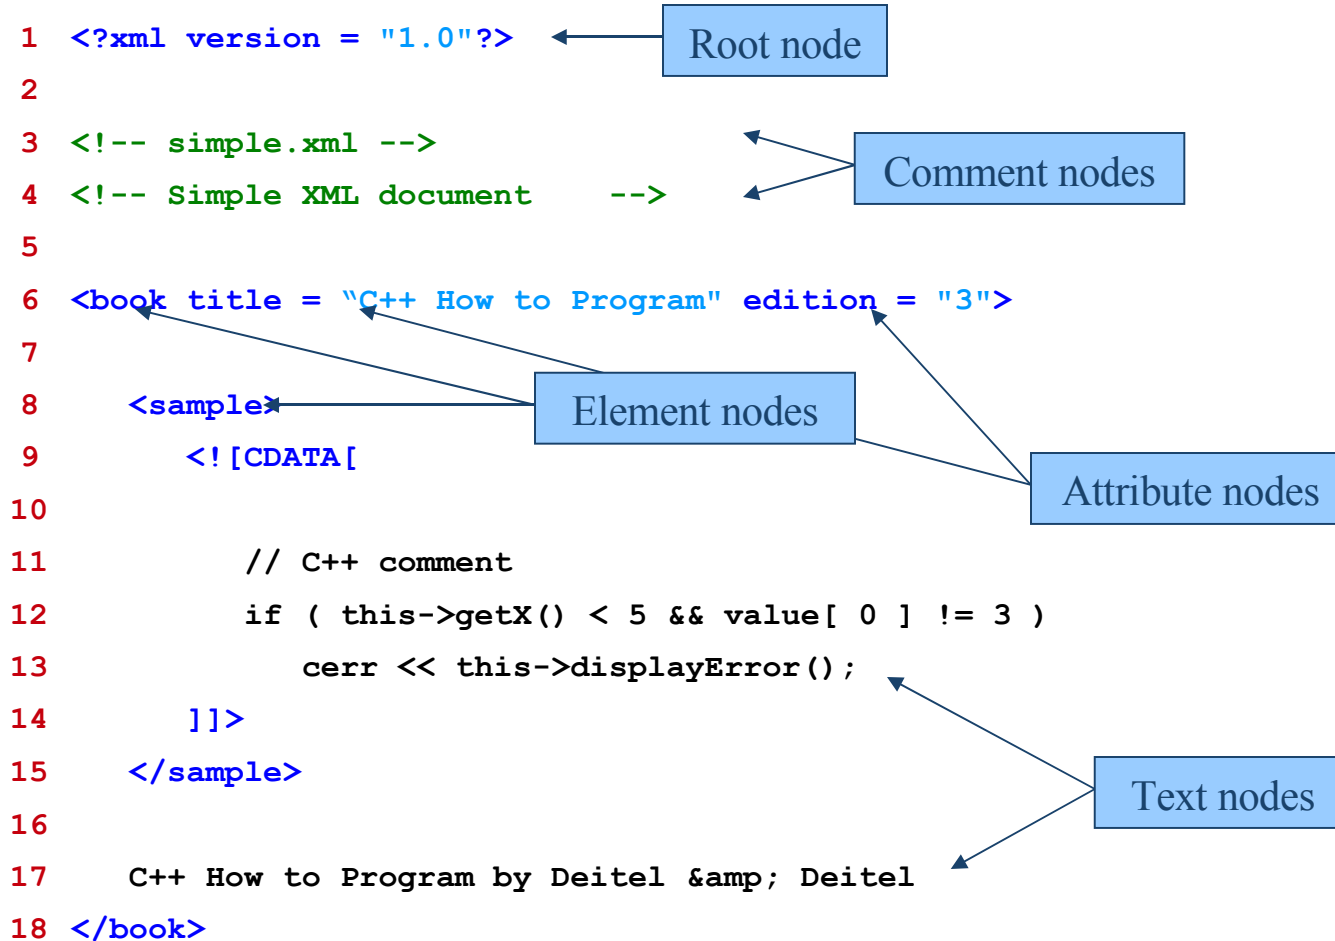 1 <?xml version = "1.0"?> Root node
2
3 <!-- simple.xml -->
Comment nodes
4 <!-- Simple XML document    -->
5
6 <book title = “C++ How to Program" edition = "3">
7
8    <sample> Element nodes
9       <![CDATA[
Attribute nodes
10
11          // C++ comment
12          if ( this->getX() < 5 && value[ 0 ] != 3 )
13             cerr << this->displayError();
14       ]]>
15    </sample>
Text nodes
16
17    C++ How to Program by Deitel &amp; Deitel
18 </book>